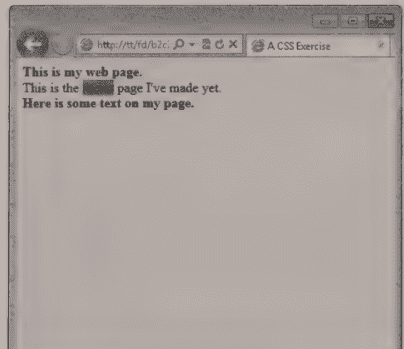 http://tt/fd/b2c
A CSS Exercise
This is my web page.
This is the page I've made yet.
Here is some text on my page.